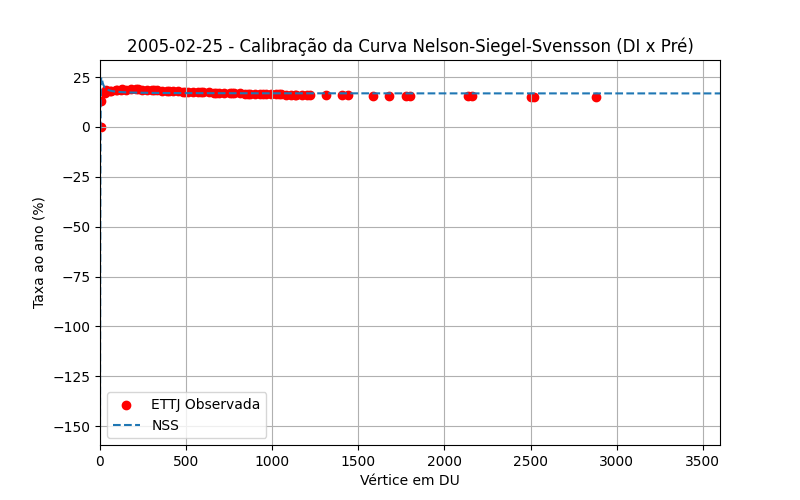 2005-02-25 - Calibração da Curva Nelson-Siegel-Svensson (DI x Pré)
Taxa ao ano (%)
25
0
−25
−50
−75
−100
−125
−150
ETTJ Observada
NSS
0 500 1000 1500 2000 2500 3000 3500
Vértice em DU